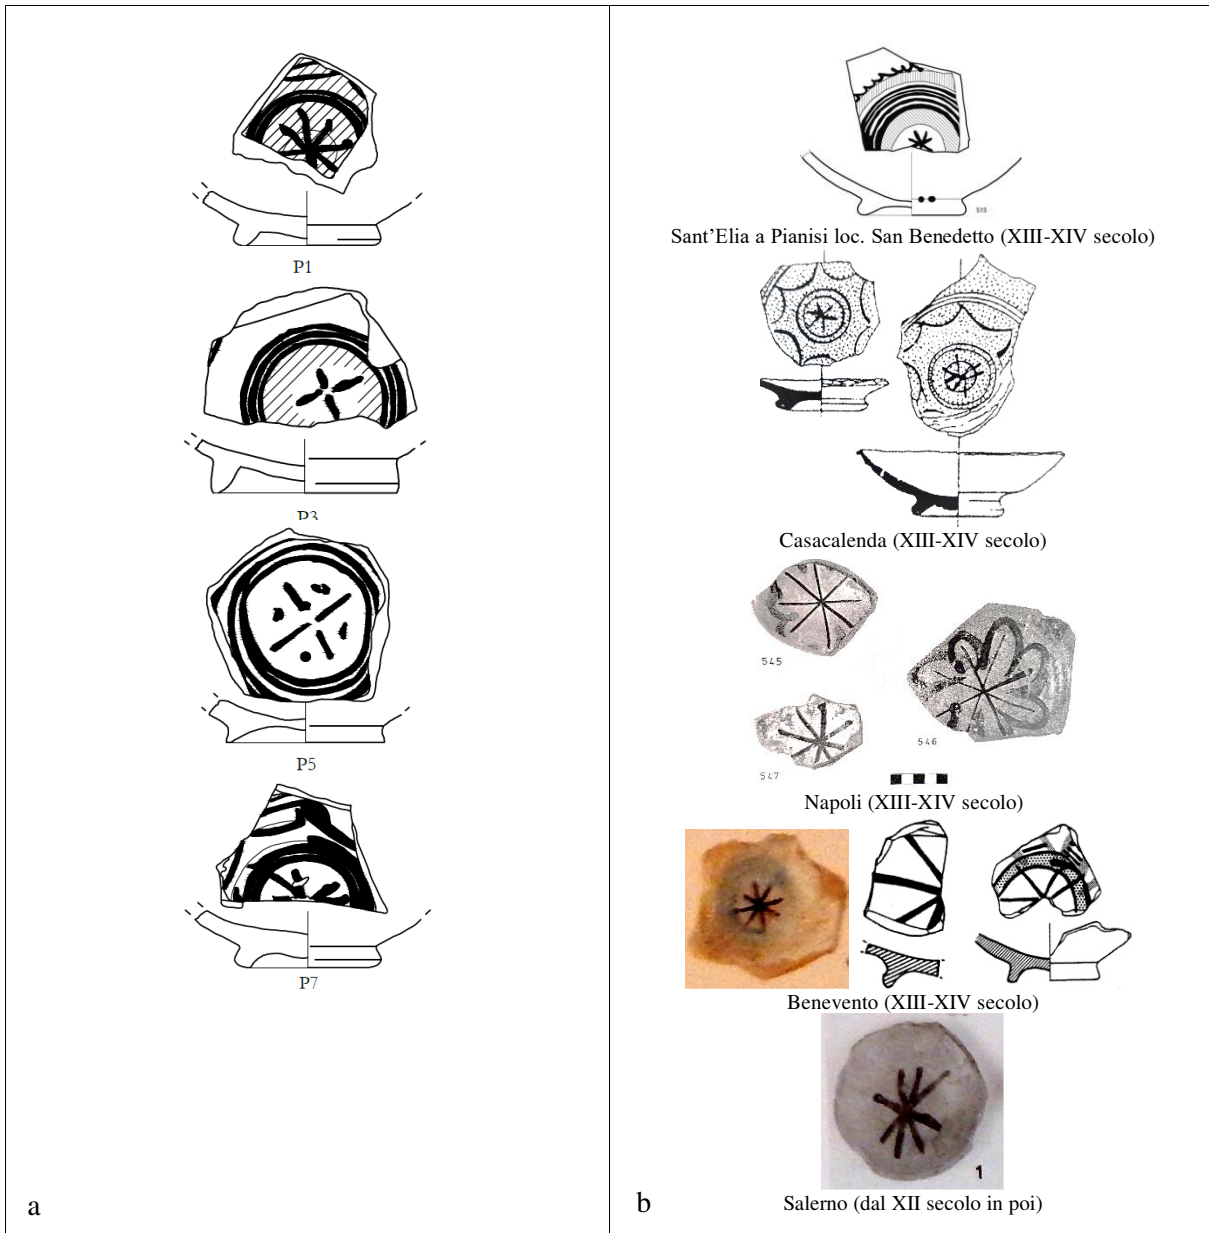 P1
P3
P5
P7
a
515
Sant’Elia a Pianisi loc. San Benedetto (XIII-XIV secolo)
Casacalenda (XIII-XIV secolo)
545
546
547
Napoli (XIII-XIV secolo)
Benevento (XIII-XIV secolo)
1
Salerno (dal XII secolo in poi)
b